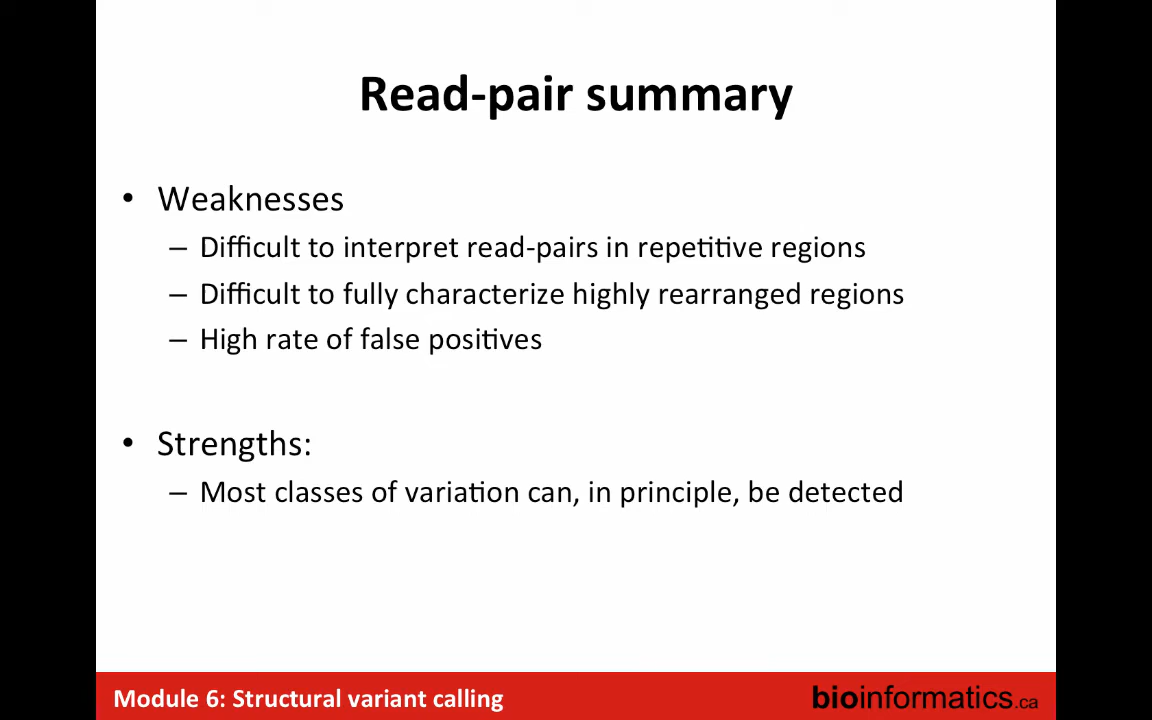 Read-pair summary
• Weaknesses
– Difficult to interpret read-pairs in repetitive regions
– Difficult to fully characterize highly rearranged regions
– High rate of false positives
• Strengths:
– Most classes of variation can, in principle, be detected
Module 6: Structural variant calling
bioinformatics.ca